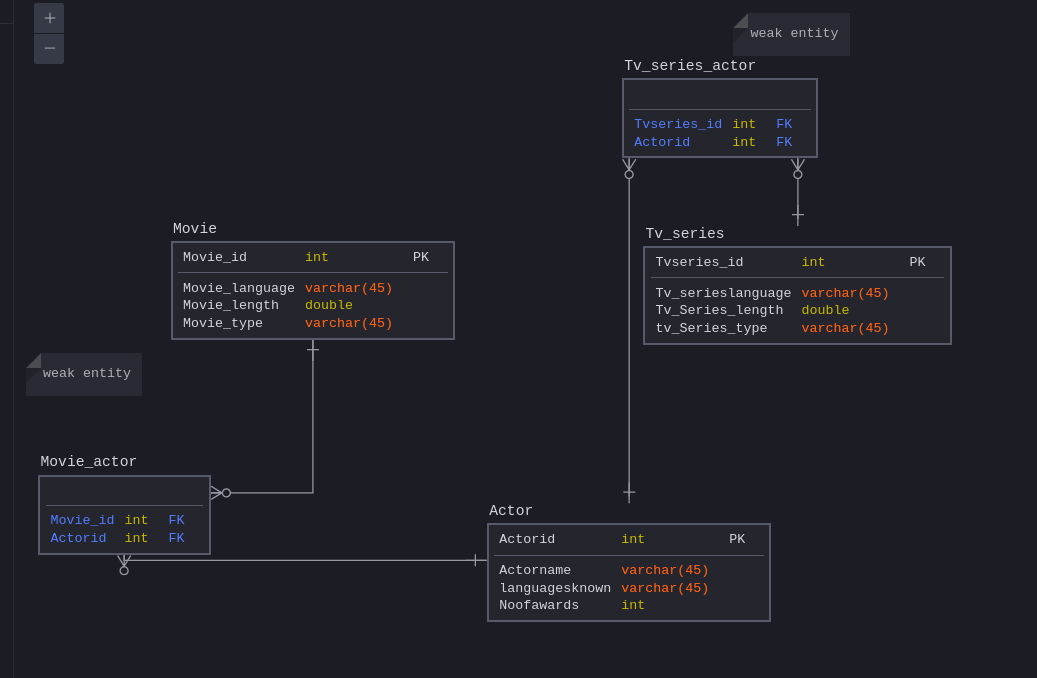 +
−
weak entity
Tv_series_actor
Tvseries_id int FK
Actorid int FK
Movie
Movie_id int PK
Movie_language varchar(45)
Movie_length double
Movie_type varchar(45)
Tv_series
Tvseries_id int PK
Tv_serieslanguage varchar(45)
Tv_Series_length double
tv_Series_type varchar(45)
weak entity
Movie_actor
Movie_id int FK
Actorid int FK
Actor
Actorid int PK
Actorname varchar(45)
languagesknown varchar(45)
Noofawards int